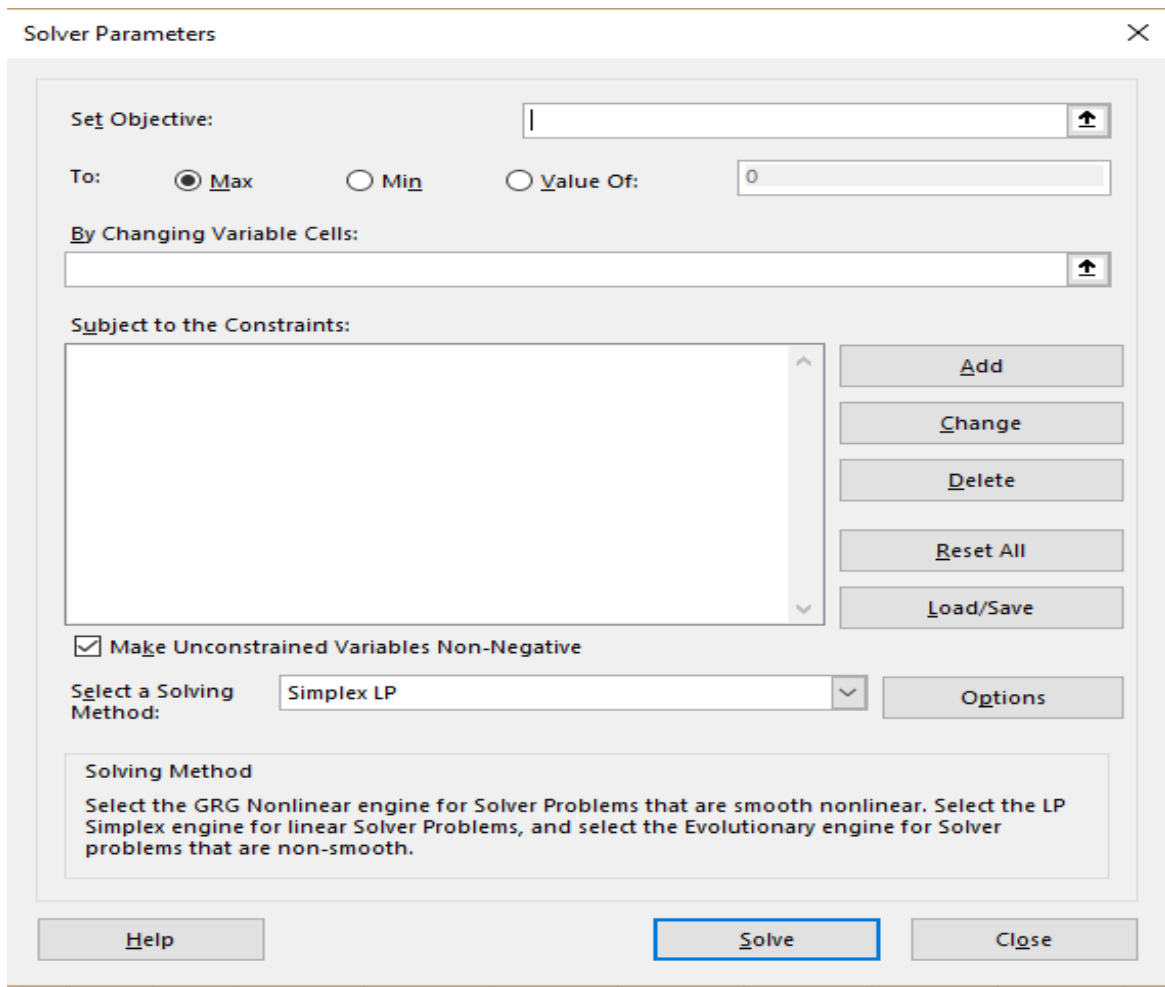 Solver Parameters
Set Objective:
To:
Max
Min
Value Of:
0
By Changing Variable Cells:
Subject to the Constraints:
Add
Change
Delete
Reset All
Load/Save
Make Unconstrained Variables Non-Negative
Select a Solving
Method:
Simplex LP
Options
Solving Method
Select the GRG Nonlinear engine for Solver Problems that are smooth nonlinear. Select the LP
Simplex engine for linear Solver Problems, and select the Evolutionary engine for Solver
problems that are non-smooth.
Help
Solve
Close